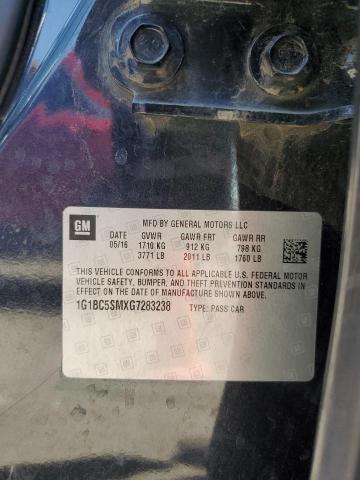 GM
MFD BY GENERAL MOTORS LLC
DATE GVWR GAWR FRT GAWR RR
05/16 1710 KG 912 KG 798 KG
3771 LB 2011 LB 1760 LB
THIS VEHICLE CONFORMS TO ALL APPLICABLE U.S. FEDERAL MOTOR
VEHICLE SAFETY, BUMPER, AND THEFT PREVENTION STANDARDS IN
EFFECT ON THE DATE OF MANUFACTURE SHOWN ABOVE.
1G1BC5SMXG7283238 TYPE: PASS CAR